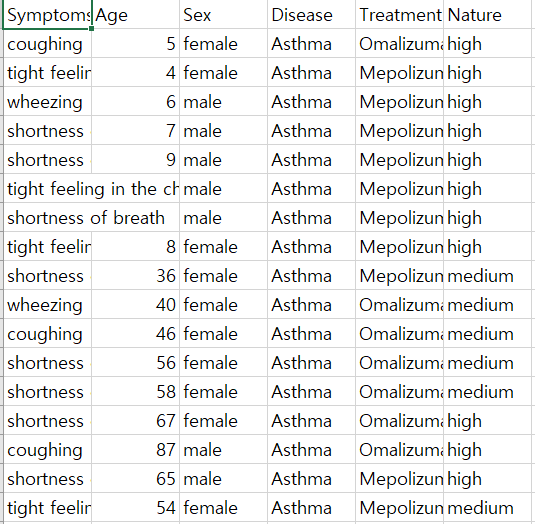 Symptoms Age Sex Disease Treatment Nature
coughing 5 female Asthma Omalizuma high
tight feelin 4 female Asthma Mepolizun high
wheezing 6 male Asthma Mepolizun high
shortness 7 male Asthma Mepolizun high
shortness 9 male Asthma Mepolizun high
tight feeling in the ch male Asthma Mepolizun high
shortness of breath male Asthma Mepolizun high
tight feelin 8 female Asthma Mepolizun high
shortness 36 female Asthma Mepolizun medium
wheezing 40 female Asthma Omalizuma medium
coughing 46 female Asthma Omalizuma medium
shortness 56 female Asthma Omalizuma medium
shortness 58 female Asthma Omalizuma medium
shortness 67 female Asthma Omalizuma high
coughing 87 male Asthma Omalizuma high
shortness 65 male Asthma Mepolizun high
tight feelin 54 female Asthma Mepolizun medium